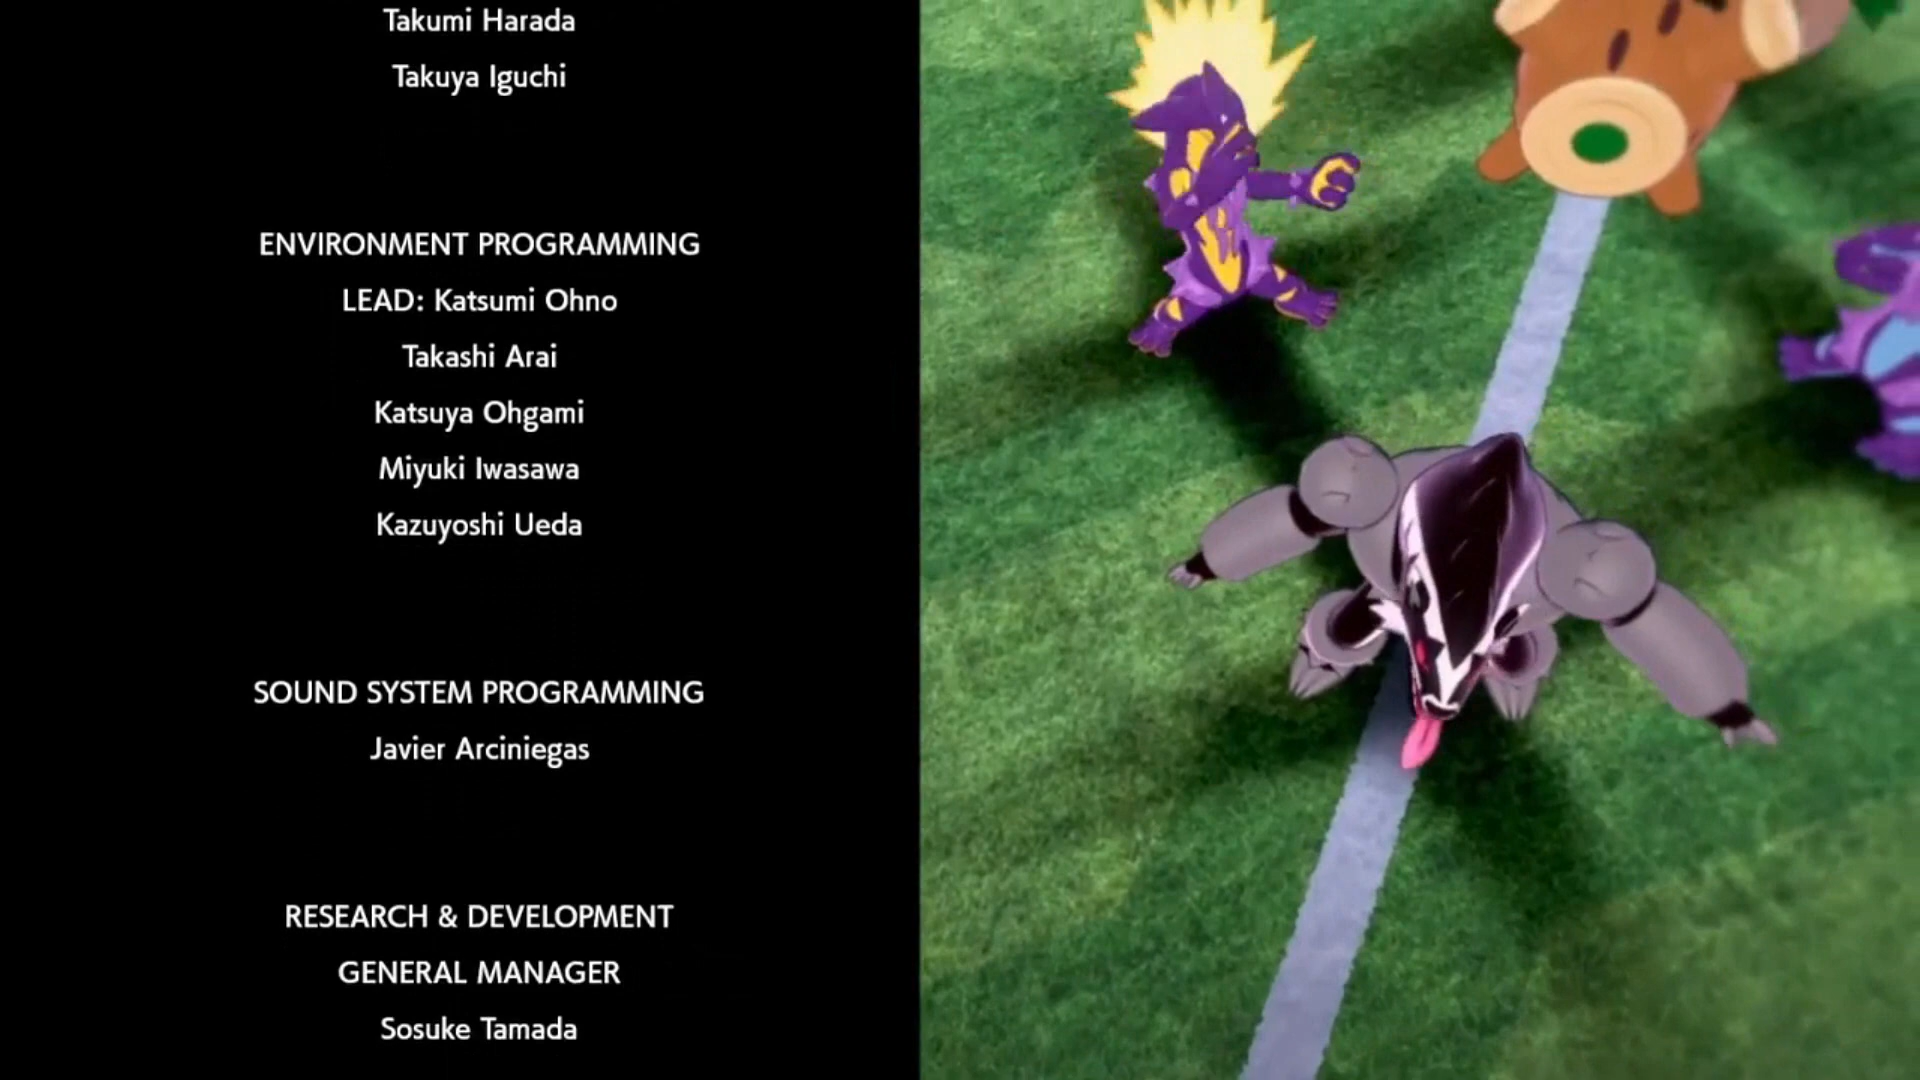 Takumi Harada
Takuya Iguchi
ENVIRONMENT PROGRAMMING
LEAD: Katsumi Ohno
Takashi Arai
Katsuya Ohgami
Miyuki Iwasawa
Kazuyoshi Ueda
SOUND SYSTEM PROGRAMMING
Javier Arciniegas
RESEARCH & DEVELOPMENT
GENERAL MANAGER
Sosuke Tamada